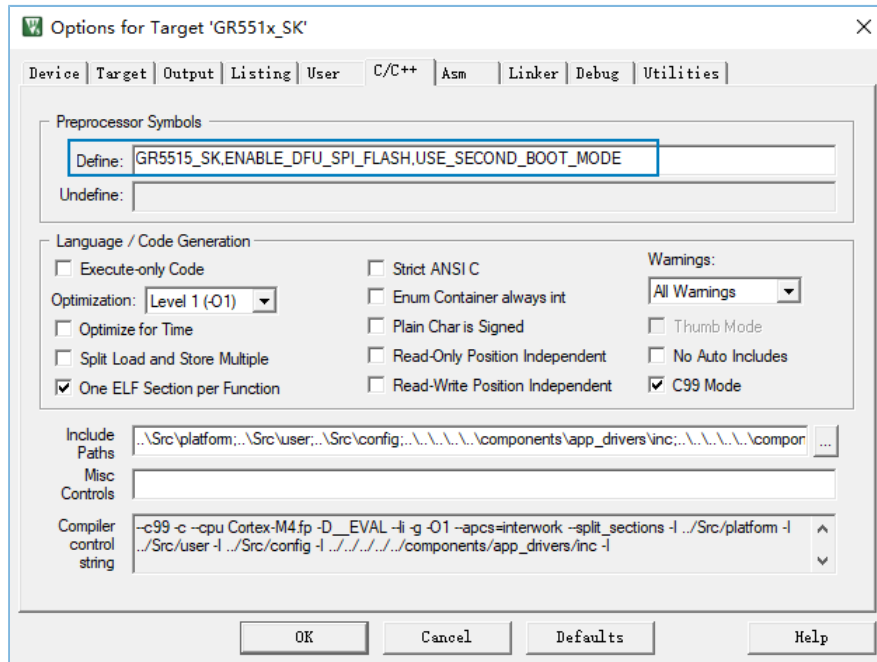 Options for Target 'GR551x_SK'
Device Target Output Listing User C/C++ Asm Linker Debug Utilities
Preprocessor Symbols
Define: GR5515_SK,ENABLE_DFU_SPI_FLASH,USE_SECOND_BOOT_MODE
Undefine:
Language / Code Generation
Execute-only Code
Strict ANSI C
Warnings:
Optimization: Level 1 (-O1)
Enum Container always int
All Warnings
Optimize for Time
Plain Char is Signed
Thumb Mode
Split Load and Store Multiple
Read-Only Position Independent
No Auto Includes
One ELF Section per Function
Read-Write Position Independent
C99 Mode
Include Paths
..\Src\platform;..\Src\user;..\Src\config;..\..\..\..\..\components\app_drivers\inc;..\..\..\..\..\compon
...
Misc Controls
Compiler control string
--c99 -c --cpu Cortex-M4.fp -D__EVAL --li -g -O1 --apcs=interwork --split_sections -I ../Src/platform -I
../Src/user -I ../Src/config -I ../../../../../components/app_drivers/inc -I
OK Cancel Defaults Help